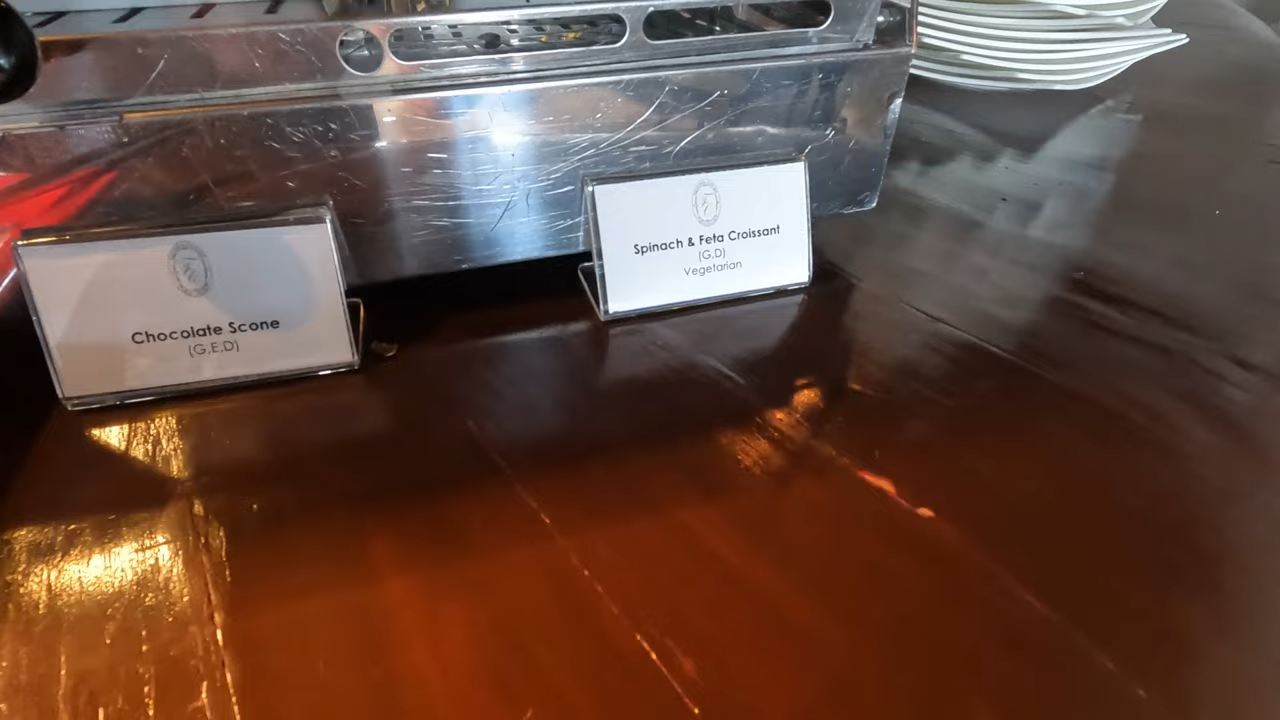 Chocolate Scone
(G,E,D)
Spinach & Feta Croissant
(G,D)
Vegetarian